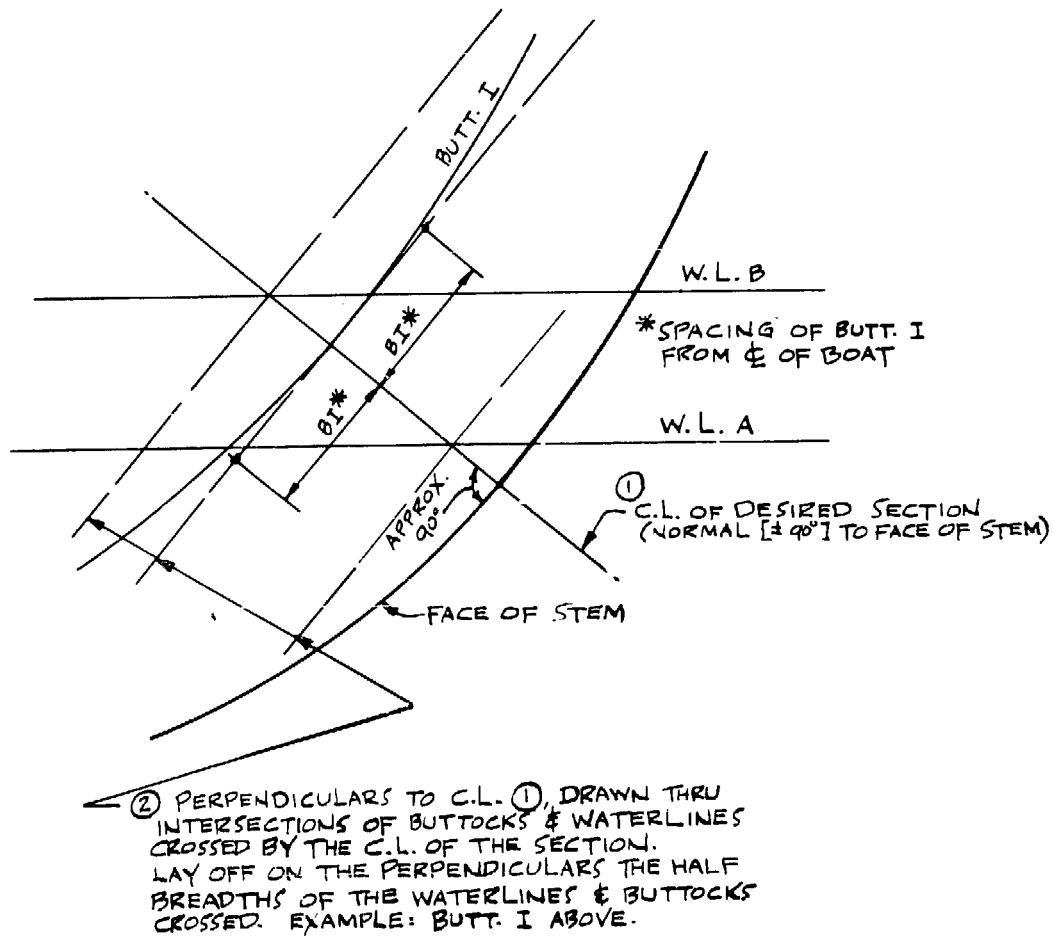 BUTT. I
W.L. B
*SPACING OF BUTT. I
FROM ℄ OF BOAT
BI*
BI*
W.L. A
APPROX.
90°
①
C.L. OF DESIRED SECTION
(NORMAL [± 90°] TO FACE OF STEM)
FACE OF STEM
② PERPENDICULARS TO C.L. ①, DRAWN THRU
INTERSECTIONS OF BUTTOCKS & WATERLINES
CROSSED BY THE C.L. OF THE SECTION.
LAY OFF ON THE PERPENDICULARS THE HALF
BREADTHS OF THE WATERLINES & BUTTOCKS
CROSSED. EXAMPLE: BUTT. I ABOVE.